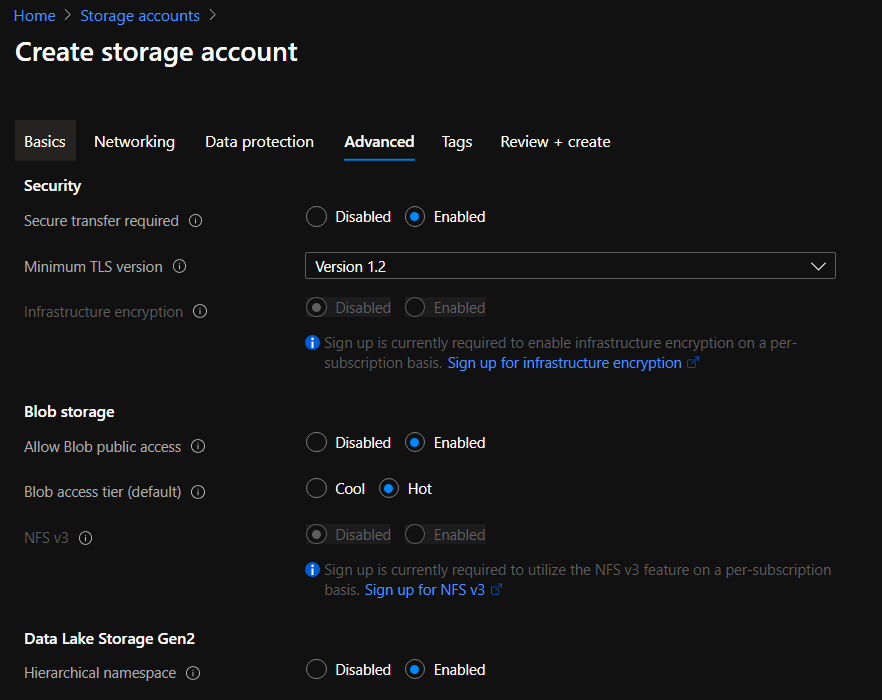 Home > Storage accounts >
Create storage account
Basics Networking Data protection Advanced Tags Review + create
Security
Secure transfer required Disabled Enabled
Minimum TLS version Version 1.2
Infrastructure encryption Disabled Enabled
Sign up is currently required to enable infrastructure encryption on a per-
subscription basis. Sign up for infrastructure encryption
Blob storage
Allow Blob public access Disabled Enabled
Blob access tier (default) Cool Hot
NFS v3 Disabled Enabled
Sign up is currently required to utilize the NFS v3 feature on a per-subscription
basis. Sign up for NFS v3
Data Lake Storage Gen2
Hierarchical namespace Disabled Enabled